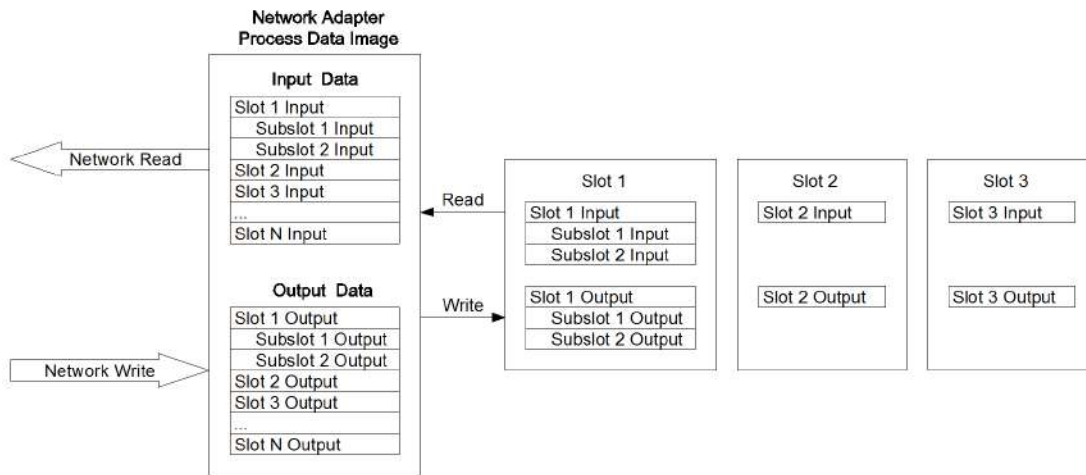 Network Adapter
Process Data Image
Input Data
Slot 1 Input
Subslot 1 Input
Subslot 2 Input
Slot 2 Input
Slot 3 Input
...
Slot N Input
Network Read
Output Data
Slot 1 Output
Subslot 1 Output
Subslot 2 Output
Slot 2 Output
Slot 3 Output
...
Slot N Output
Network Write
Read
Write
Slot 1
Slot 1 Input
Subslot 1 Input
Subslot 2 Input
Slot 1 Output
Subslot 1 Output
Subslot 2 Output
Slot 2
Slot 2 Input
Slot 2 Output
Slot 3
Slot 3 Input
Slot 3 Output